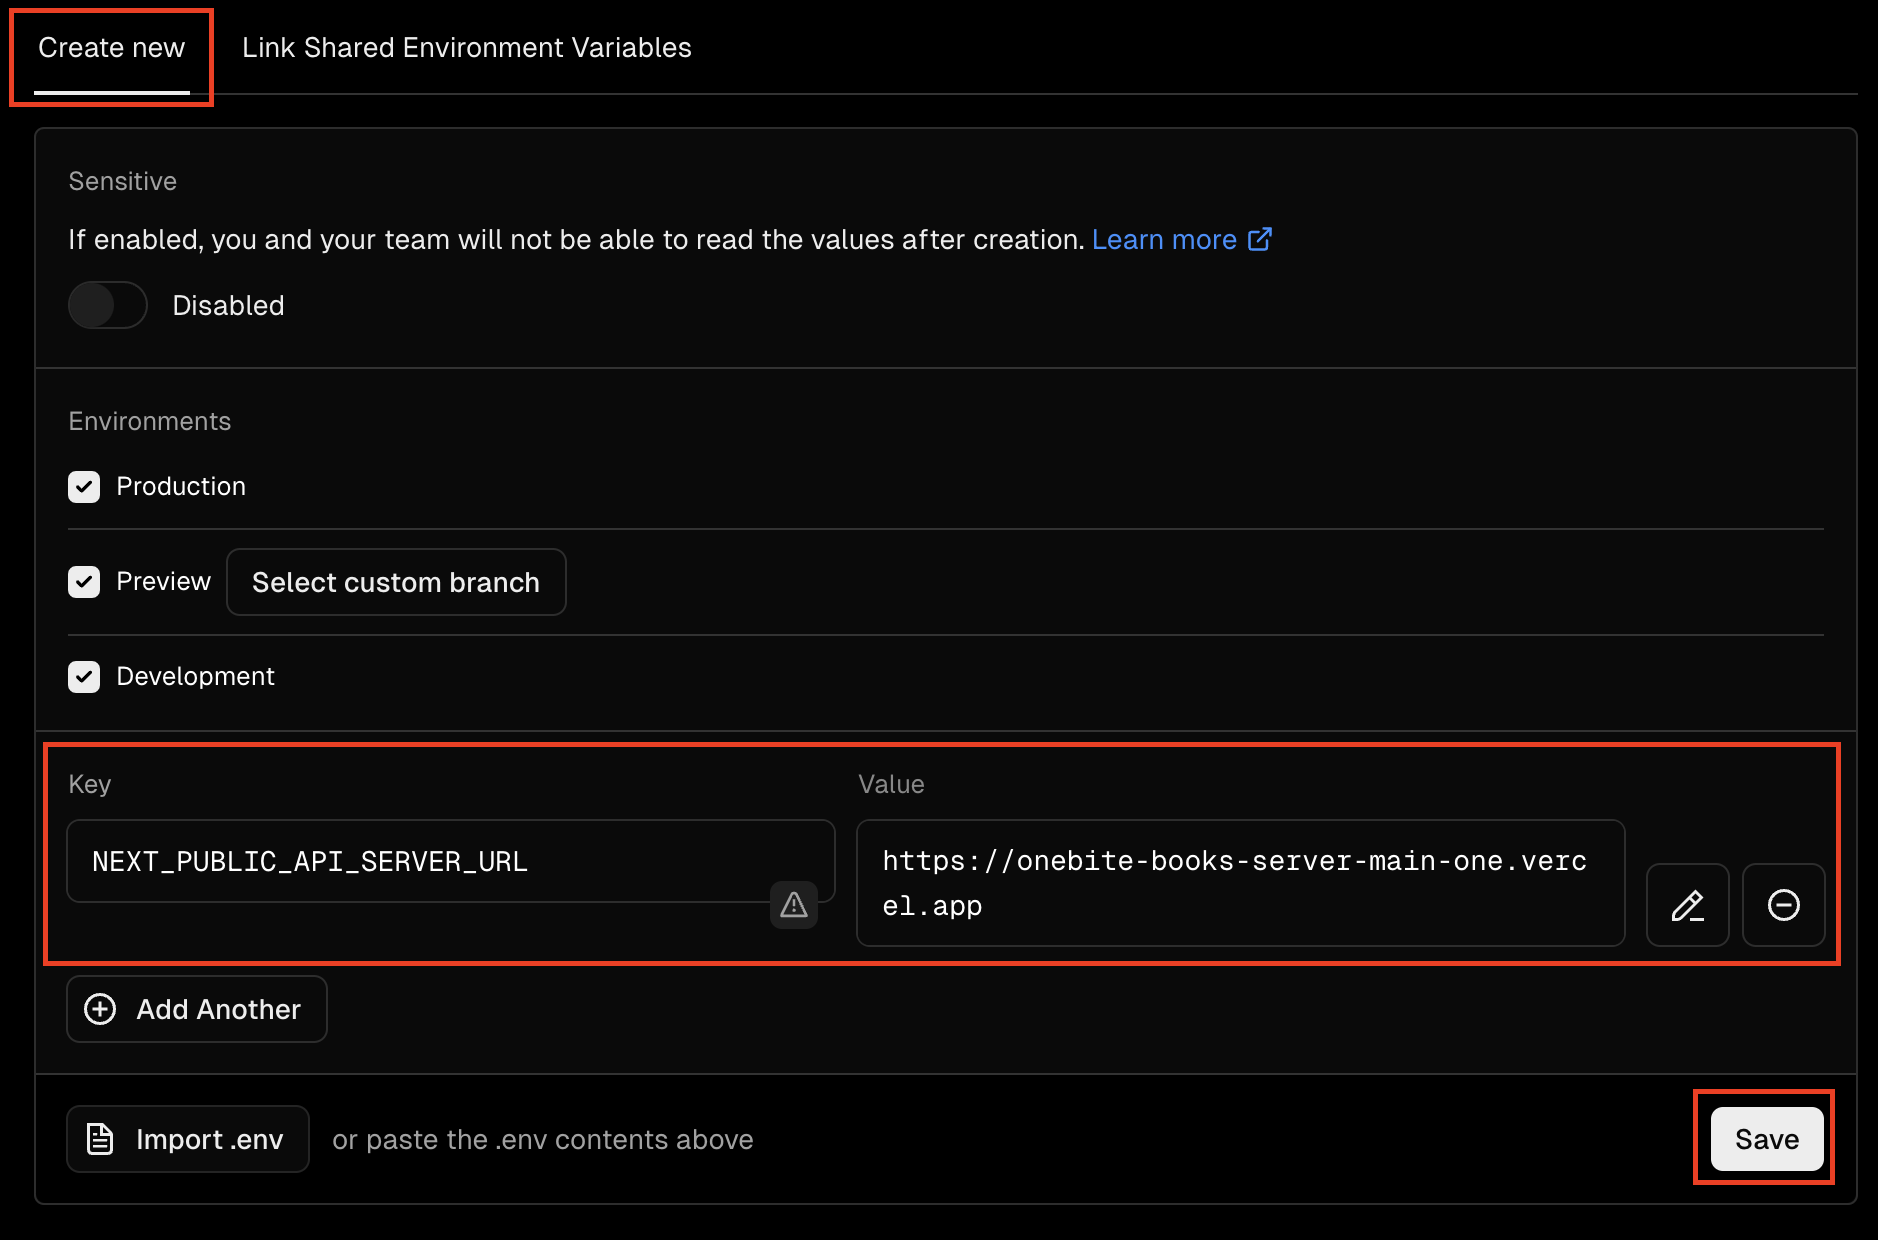 Create new
Link Shared Environment Variables
Sensitive
If enabled, you and your team will not be able to read the values after creation. Learn more
Disabled
Environments
Production
Preview
Select custom branch
Development
Key
Value
NEXT_PUBLIC_API_SERVER_URL
https://onebite-books-server-main-one.verc
el.app
Add Another
Import .env
or paste the .env contents above
Save